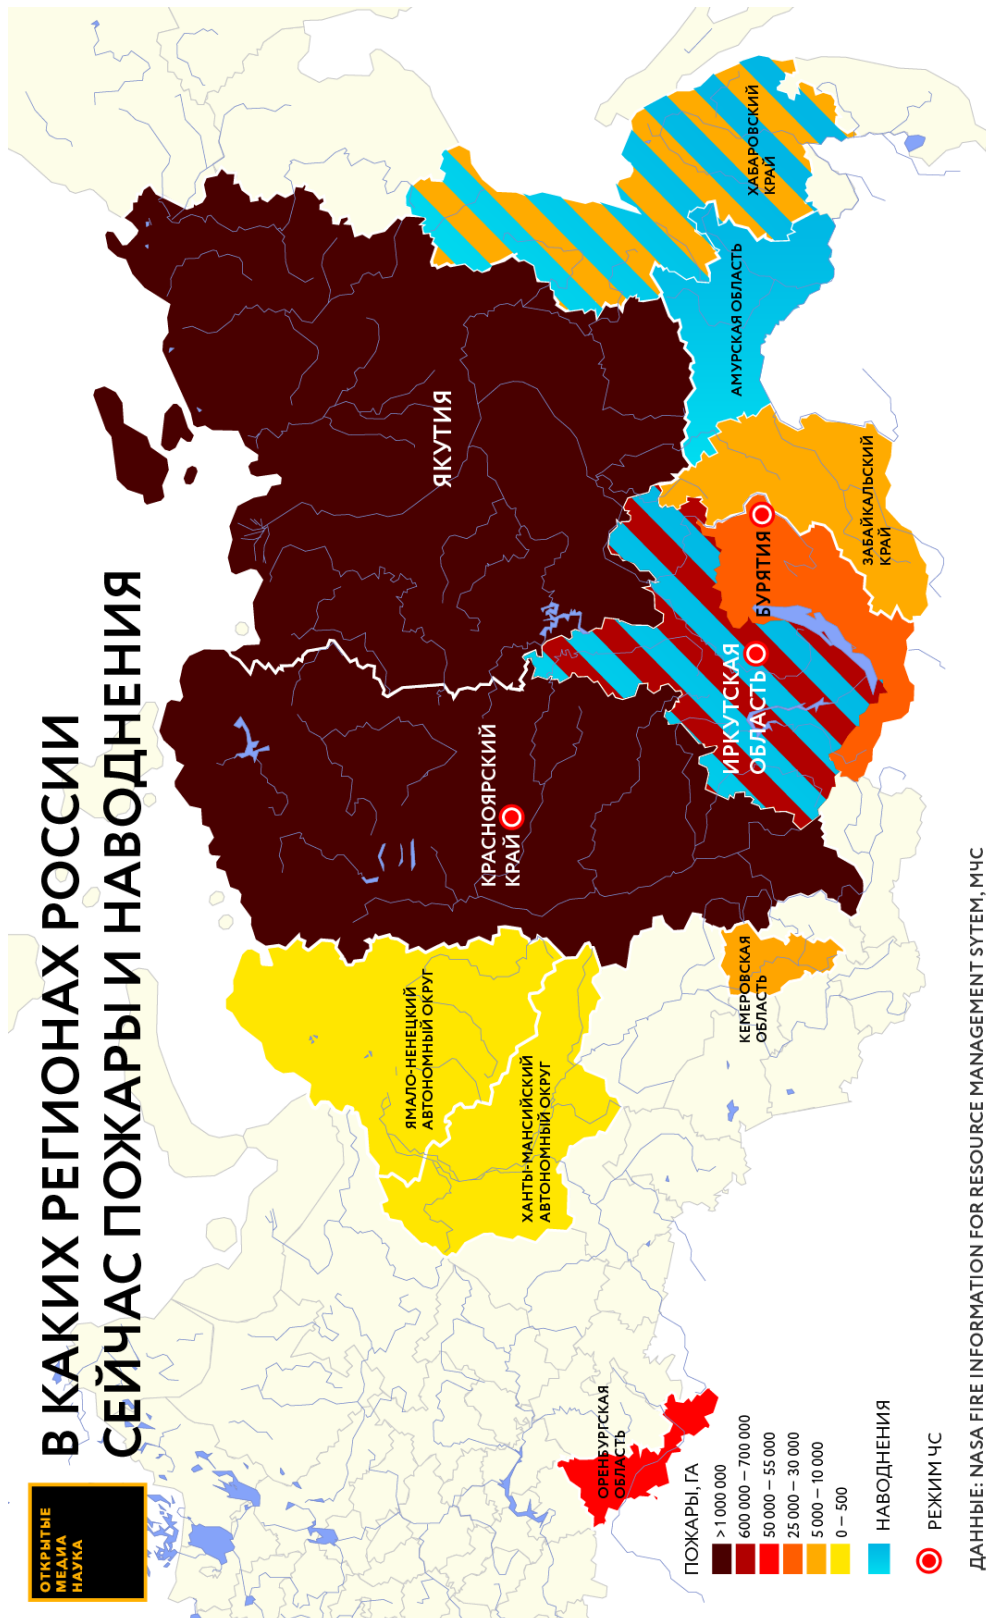 ОТКРЫТЫЕ
МЕДИА
НАУКА
В КАКИХ РЕГИОНАХ РОССИИ
СЕЙЧАС ПОЖАРЫ И НАВОДНЕНИЯ
ЯКУТИЯ
КРАСНОЯРСКИЙ
КРАЙ
ЯМАЛО-НЕНЕЦКИЙ
АВТОНОМНЫЙ ОКРУГ
ХАНТЫ-МАНСИЙСКИЙ
АВТОНОМНЫЙ ОКРУГ
ОРЕНБУРГСКАЯ
ОБЛАСТЬ
КЕМЕРОВСКАЯ
ОБЛАСТЬ
ИРКУТСКАЯ
ОБЛАСТЬ
БУРЯТИЯ
ЗАБАЙКАЛЬСКИЙ
КРАЙ
АМУРСКАЯ ОБЛАСТЬ
ХАБАРОВСКИЙ
КРАЙ
ПОЖАРЫ, ГА
>1 000 000
600 000 – 700 000
50 000 – 55 000
25 000 – 30 000
5 000 – 10 000
0 – 500
НАВОДНЕНИЯ
РЕЖИМ ЧС
ДАННЫЕ: NASA FIRE INFORMATION FOR RESOURCE MANAGEMENT SYTEM, МЧС